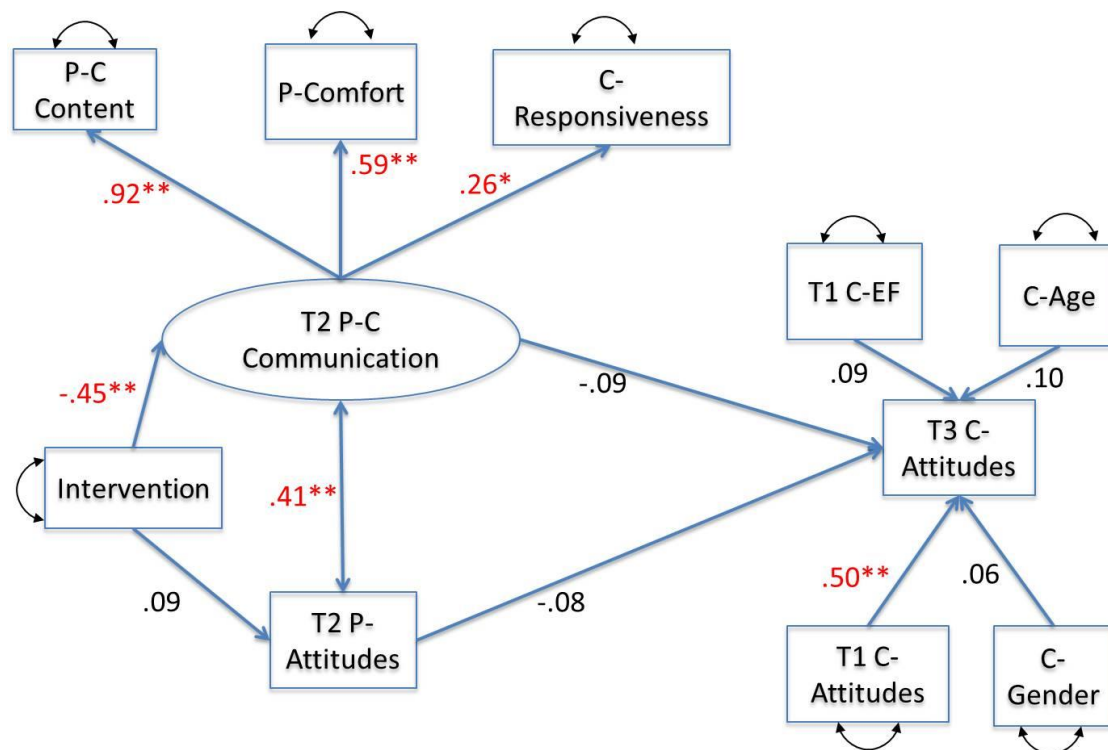 P-C
Content
P-Comfort
C-
Responsiveness
.92**
.59**
.26*
T1 C-EF
C-Age
T2 P-C
Communication
-.09
.09
.10
-.45**
T3 C-
Attitudes
Intervention
.41**
.09
-.08
.50**
.06
T2 P-
Attitudes
T1 C-
Attitudes
C-
Gender